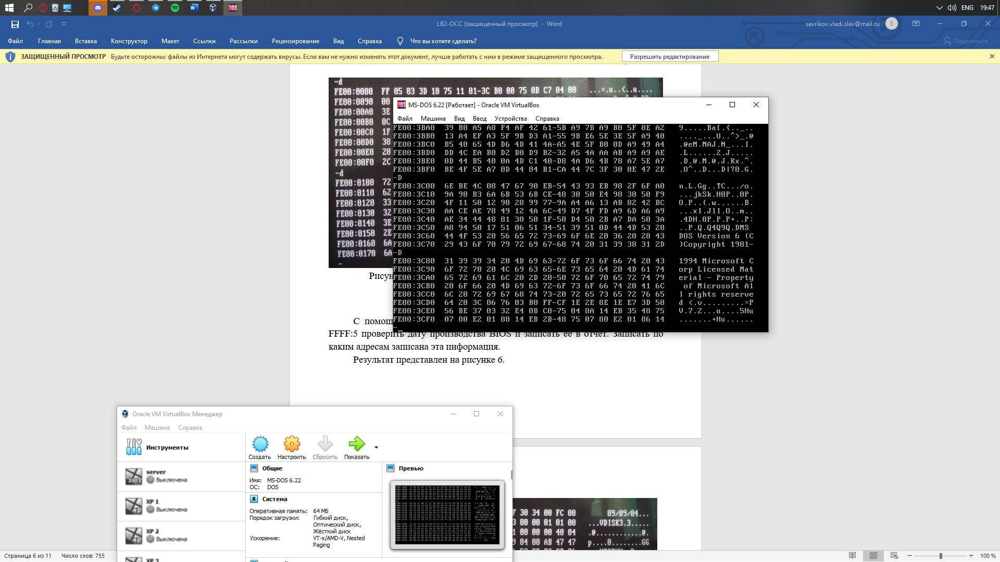 ENG 19:47
LB2-ОСС (защищенный просмотр) - Word
savrikov.vladi.slav@mail.ru S
Файл Главная Вставка Конструктор Макет Ссылки Рассылки Рецензирование Вид Справка Что вы хотите сделать? Поделиться
ЗАЩИЩЕННЫЙ ПРОСМОТР Будьте осторожны: файлы из Интернета могут содержать вирусы. Если вам не нужно изменять этот документ, лучше работать с ним в режиме защищенного просмотра. Разрешить редактирование
-d
FE00:0080 FF 05 83 3D 18 75 11 81-3C B0 00 75 0B C7 04 00 ...=.u..<..u....
FE00:0090 00
FE00:00A0 3E
FE00:00B0 0C
FE00:00C0 1F
FE00:00D0 38
FE00:00E0 20
FE00:00F0 2C
-d
FE00:0100 72
FE00:0110 62
FE00:0120 33
FE00:0130 32
FE00:0140 3E
FE00:0150 2E
FE00:0160 6A
FE00:0170 6A
-
MS-DOS 6.22 [Работает] - Oracle VM VirtualBox
Файл Машина Вид Ввод Устройства Справка
FE00:3BA0 39 B0 A5 A8 F4 AF 42 61-5B A9 7B A9 B0 5F 8E A2 9.....Ba[.{.._..
FE00:3BB0 13 A4 EF A3 5F 9B D3 A1-55 9B E6 5E 3E 5F A9 40 ...._...U..^>_.@
FE00:3BC0 B5 40 65 4D D6 4D 41 4A-A5 4E 5F B0 0D A9 49 A4 .@eM.MAJ.N_...I.
FE00:3BD0 DD 4C EA B0 D2 B0 D9 B2-32 A5 4A AA AB A9 A9 AE .L......2.J.....
FE00:3BE0 0D 44 B5 40 0A 4D C1 40-D8 4A D6 4B 78 A7 5E A7 .D.@.M.@.J.Kx.^.
FE00:3BF0 BE 4F 5E A7 0D 44 84 B1-CA 44 7C 3F 30 0E 47 2E .O^..D...D|?0.G.
-D
FE00:3C00 6E BE 4C 08 47 67 90 EB-54 43 93 EB 98 2F 6F A0 n.L.Gg..TC.../o.
FE00:3C10 9A 90 B3 6A 6B 53 6B CE-48 30 50 E4 98 30 50 F9 ...jkSk.H0P..0P.
FE00:3C20 4F 11 50 12 90 28 99 77-9A A4 A6 13 AB 82 42 BC O.P..(.w......B.
FE00:3C30 AA CE AE 78 49 12 4A 6C-49 D7 4F FD A9 6D A6 A9 ...xI.JlI.O..m..
FE00:3C40 AE 34 44 48 81 30 50 1F-50 D4 50 2B A7 DA 50 3A .4DH.0P.P.P+..P:
FE00:3C50 A8 94 50 17 51 06 51 34-51 39 51 0D 44 4D 53 20 ..P.Q.Q4Q9Q.DMS
FE00:3C60 44 4F 53 20 56 65 72 73-69 6F 6E 20 36 20 28 43 DOS Version 6 (C
FE00:3C70 29 43 6F 70 79 72 69 67-68 74 20 31 39 38 31 2D )Copyright 1981-
-D
FE00:3C80 31 39 39 34 20 4D 69 63-72 6F 73 6F 66 74 20 43 1994 Microsoft C
FE00:3C90 6F 72 70 20 4C 69 63 65-6E 73 65 64 20 4D 61 74 orp Licensed Mat
FE00:3CA0 65 72 69 61 6C 20 2D 20-50 72 6F 70 65 72 74 79 erial - Property
FE00:3CB0 20 6F 66 20 4D 69 63 72-6F 73 6F 66 74 20 41 6C of Microsoft Al
FE00:3CC0 6C 20 72 69 67 68 74 73-20 72 65 73 65 72 76 65 l rights reserve
FE00:3CD0 64 20 3C 06 76 03 B0 FF-CF 1E 2E 8E 1E E7 3D 50 d <.v.........=P
FE00:3CE0 56 BE 37 03 32 E4 0B C0-75 04 8A 14 EB 35 48 75 V.7.2...u....5Hu
FE00:3CF0 07 80 E2 01 88 14 EB 2B-48 75 07 80 E2 01 86 14 .......+Hu......
-_
Рисун
С помощ
FFFF:5 проверить дату производства BIOS и записать ее в отчет. Записать по
каким адресам записана эта информация.
Результат представлен на рисунке 6.
Oracle VM VirtualBox Менеджер
Файл Машина Справка
Инструменты
Создать Настроить Сбросить Показать
server
Выключена
XP 1
Выключена
XP 2
Выключена
XP 3
Общие
Имя: MS-DOS 6.22
ОС: DOS
Система
Оперативная память: 64 МБ
Порядок загрузки: Гибкий диск,
Оптический диск,
Жёсткий диск
Ускорение: VT-x/AMD-V, Nested
Paging
Превью
F 30 34 00 FC 00 09/09/04...
3 80 00 01 01 00 ...VDISK3.3.....
1 00 00 00 40 04 .@............@.
9 04 00 AB 47 47 p....0.......GG
Страница 6 из 11 Число слов: 755
100 %